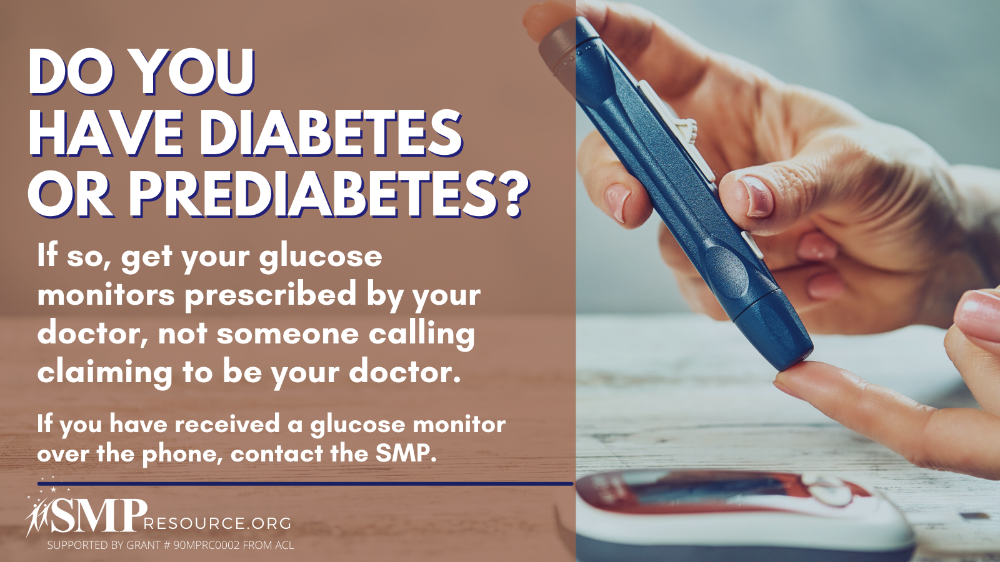 DO YOU
HAVE DIABETES
OR PREDIABETES?
If so, get your glucose
monitors prescribed by your
doctor, not someone calling
claiming to be your doctor.
If you have received a glucose monitor
over the phone, contact the SMP.
SMPRESOURCE.ORG
SUPPORTED BY GRANT # 90MPRC0002 FROM ACL